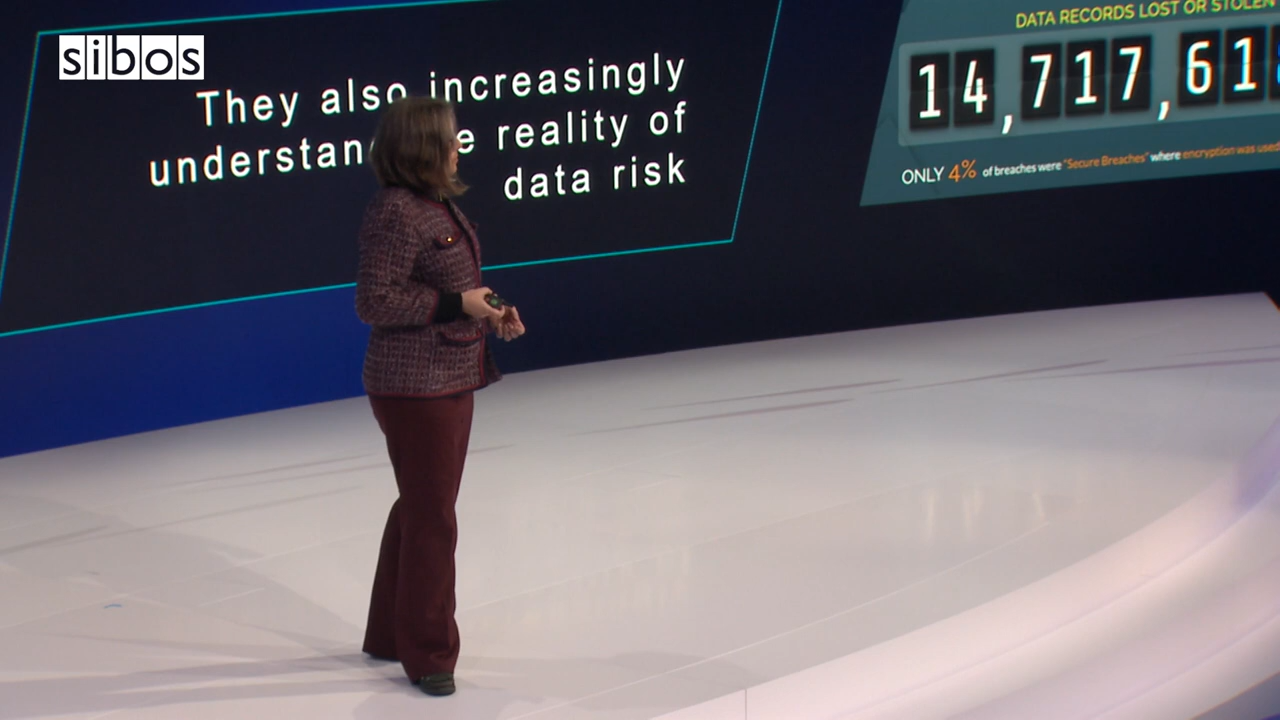 sibos
They also increasingly
reality of
data risk
DATA RECORDS LOST OR STOLEN
14,717,61
ONLY 4% of breaches were "Secure Breaches" where encryption was used